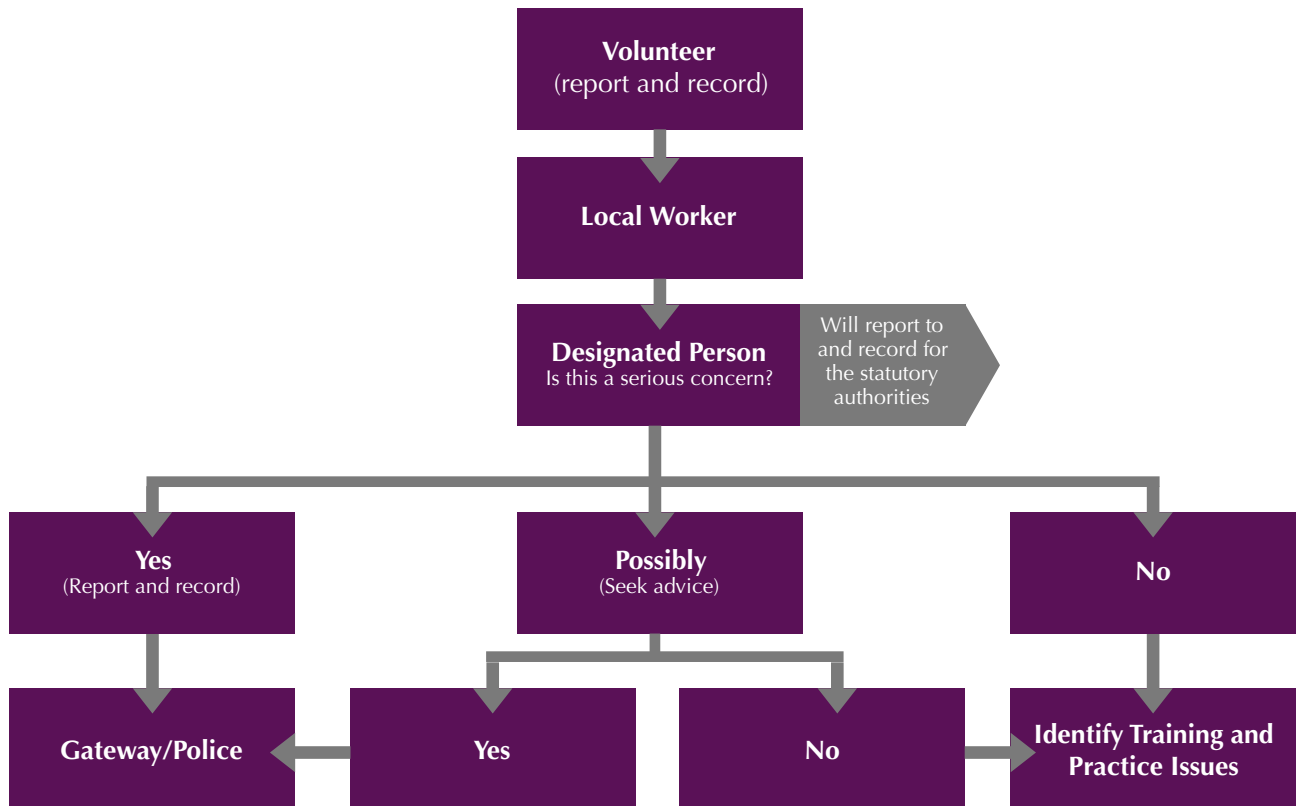 Volunteer
(report and record)
Local Worker
Designated Person
Is this a serious concern?
Will report to
and record for
the statutory
authorities
Yes
(Report and record)
Possibly
(Seek advice)
No
Gateway/Police
Yes
No
Identify Training and
Practice Issues